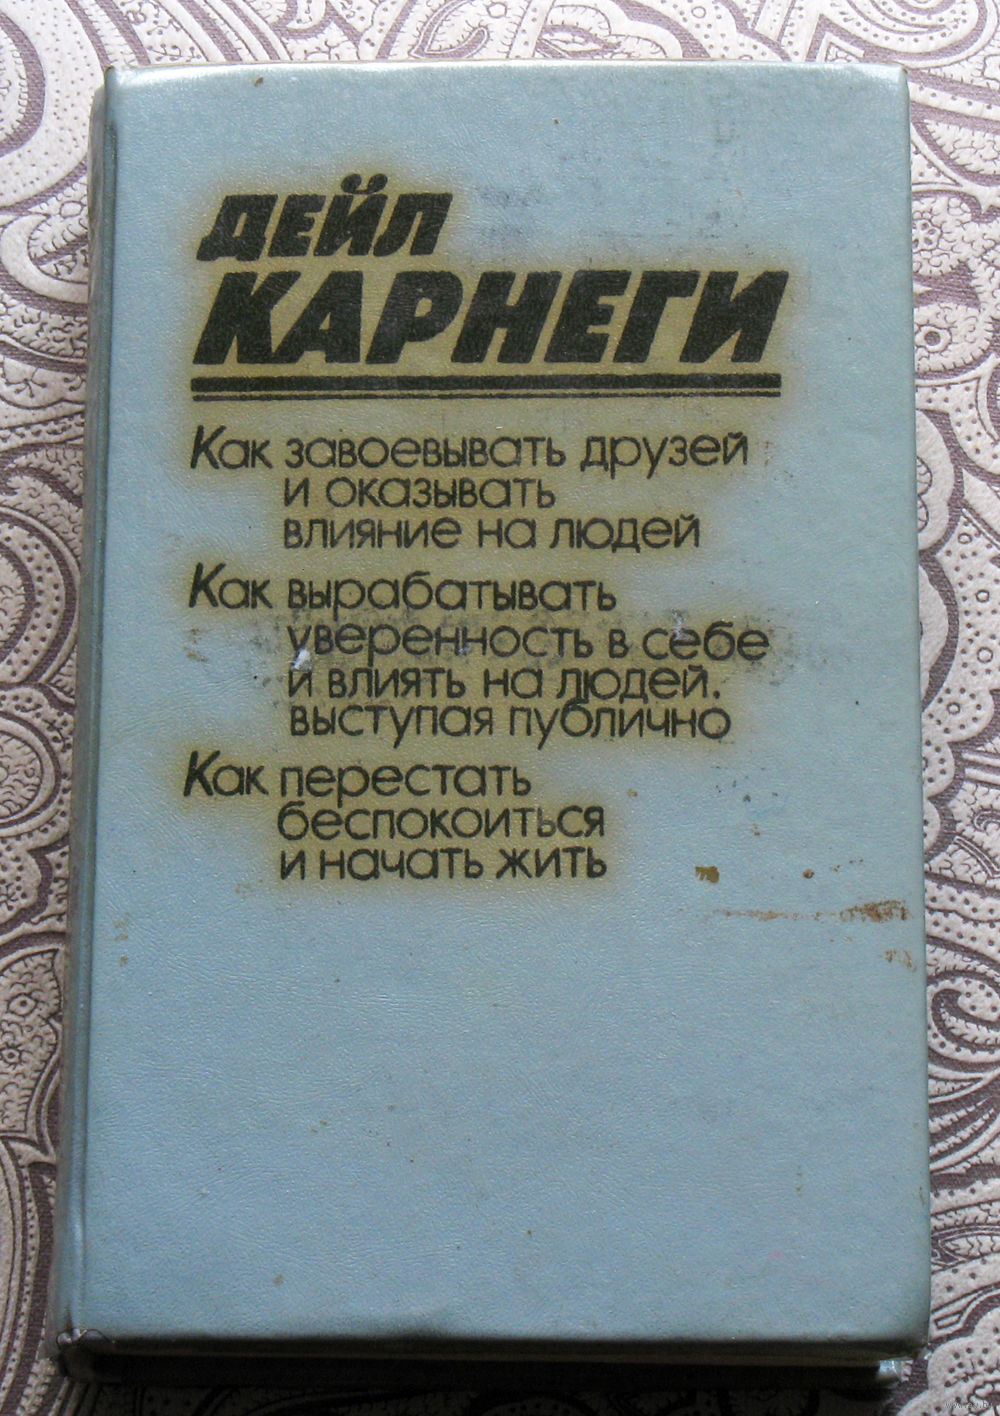 ДЕЙЛ
КАРНЕГИ
Как завоевывать друзей
и оказывать
влияние на людей
Как вырабатывать
уверенность в себе
и влиять на людей.
выступая публично
Как перестать
беспокоиться
и начать жить